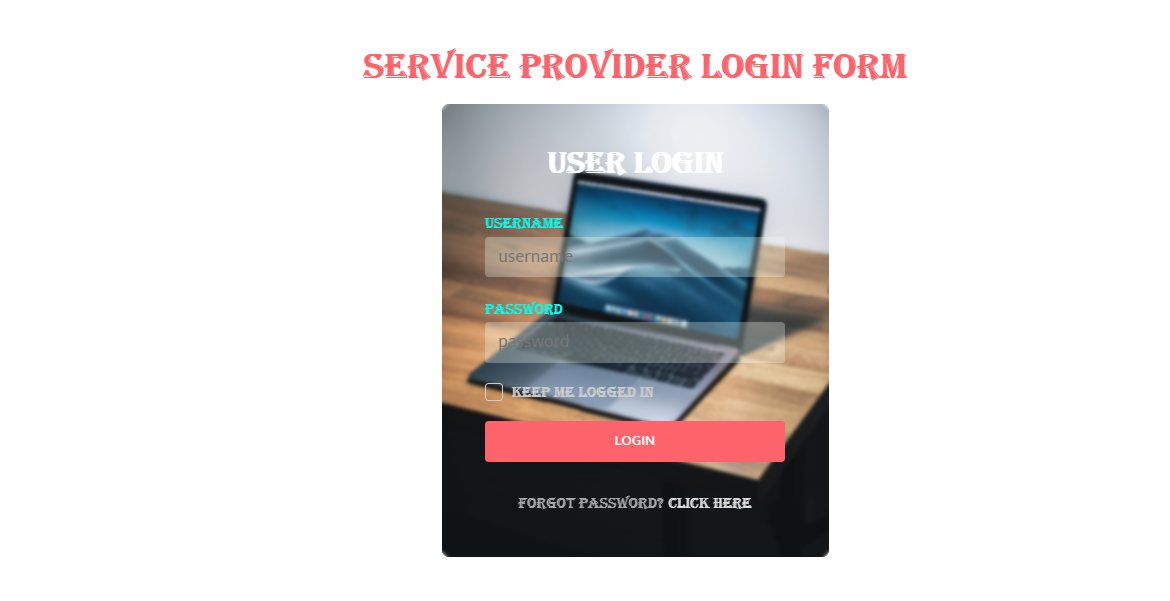 SERVICE PROVIDER LOGIN FORM
USER LOGIN
USERNAME
username
PASSWORD
password
KEEP ME LOGGED IN
LOGIN
FORGOT PASSWORD? CLICK HERE